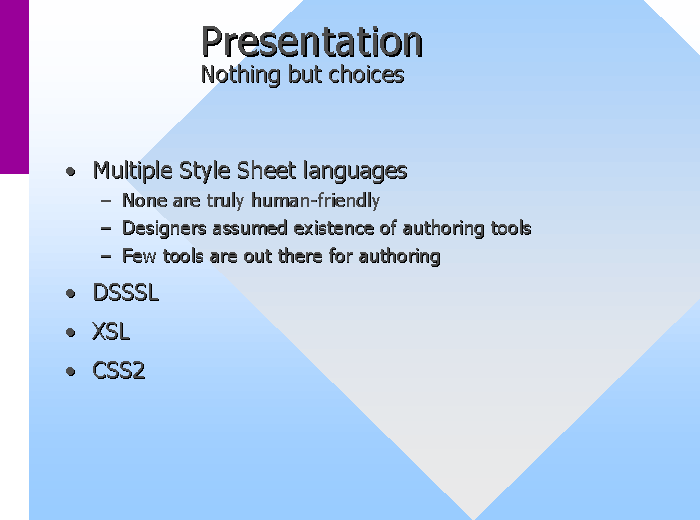 Presentation
Nothing but choices
• Multiple Style Sheet languages
– None are truly human-friendly
– Designers assumed existence of authoring tools
– Few tools are out there for authoring
• DSSSL
• XSL
• CSS2